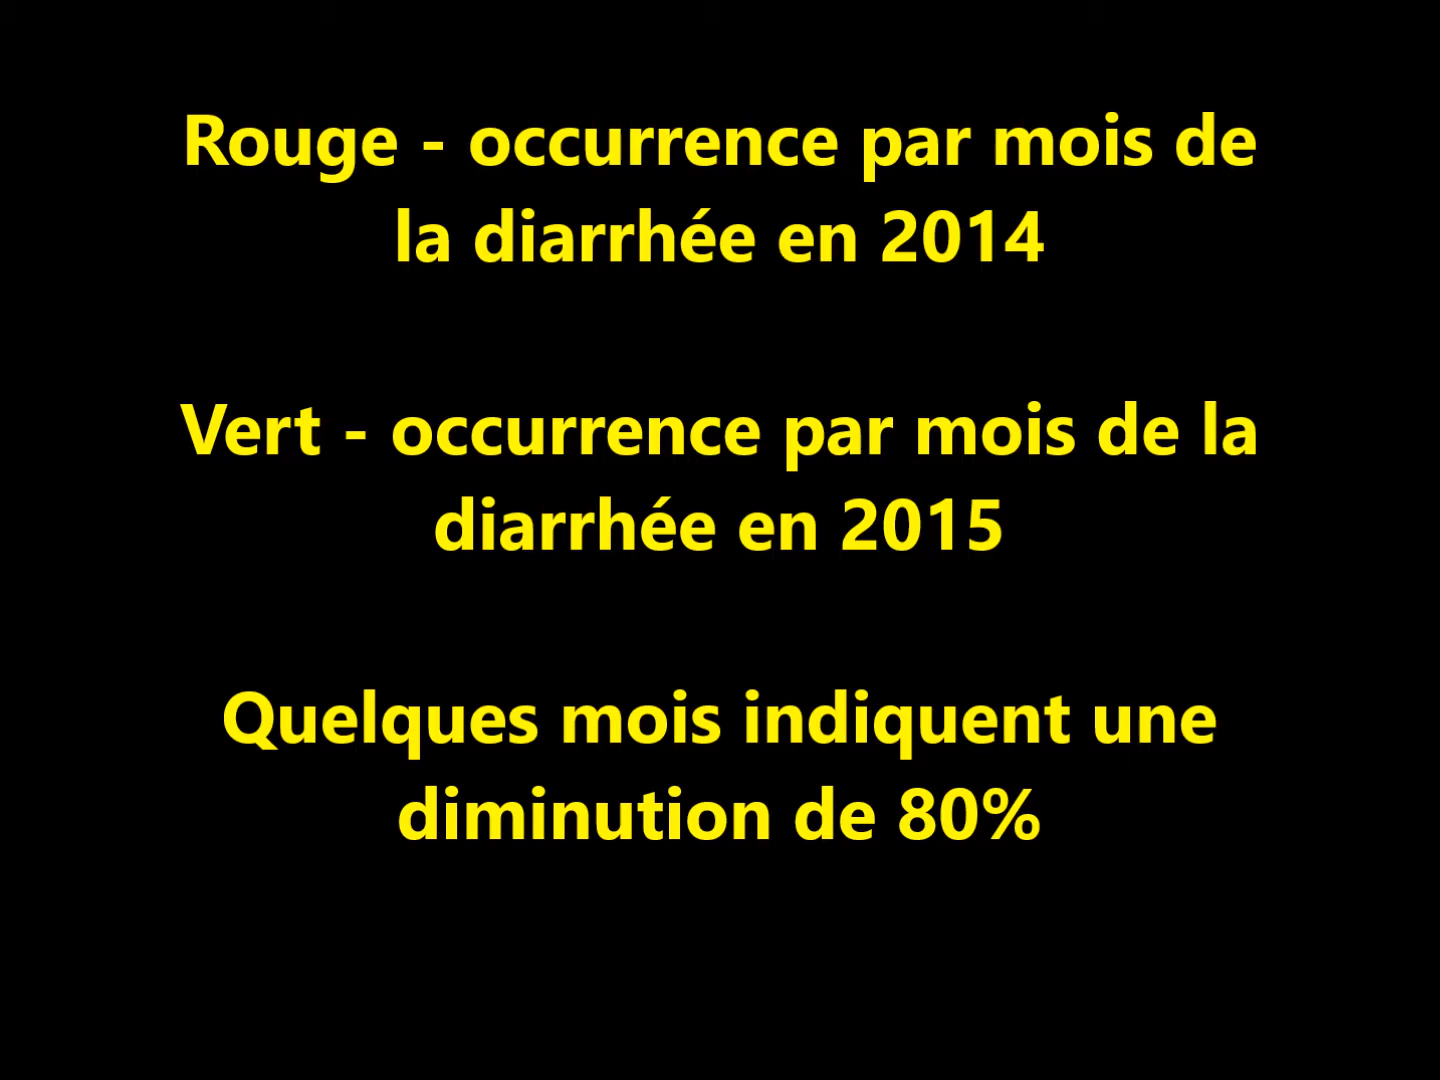 Rouge - occurrence par mois de
la diarrhée en 2014
Vert - occurrence par mois de la
diarrhée en 2015
Quelques mois indiquent une
diminution de 80%